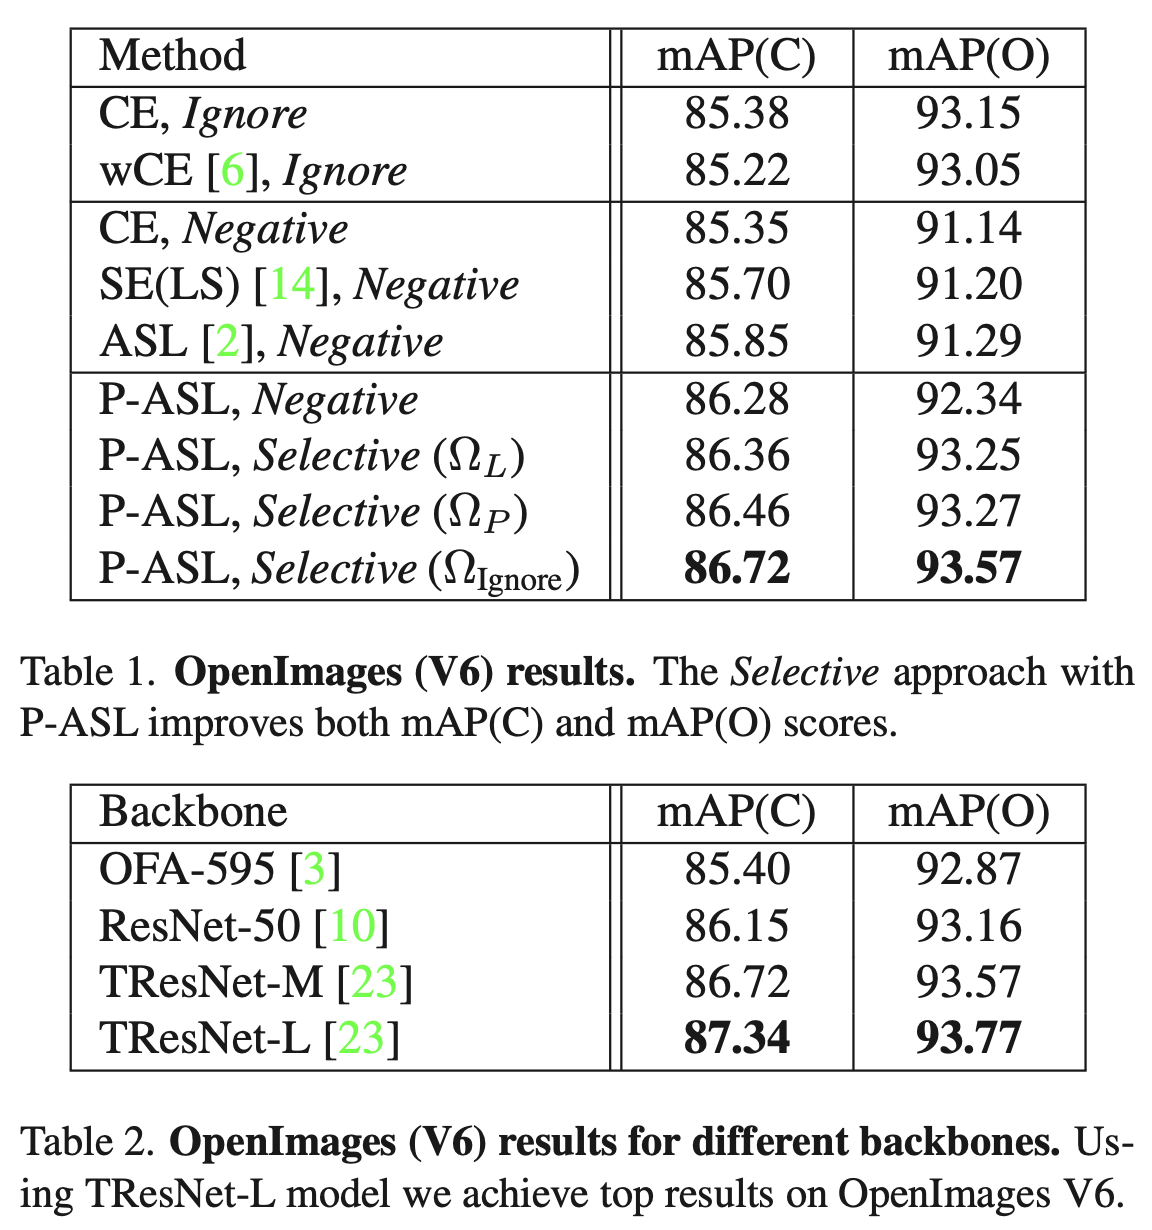 Method mAP(C) mAP(O)
CE, Ignore 85.38 93.15
wCE [6], Ignore 85.22 93.05
CE, Negative 85.35 91.14
SE(LS) [14], Negative 85.70 91.20
ASL [2], Negative 85.85 91.29
P-ASL, Negative 86.28 92.34
P-ASL, Selective (Ω_L) 86.36 93.25
P-ASL, Selective (Ω_P) 86.46 93.27
P-ASL, Selective (Ω_Ignore) 86.72 93.57
Table 1. OpenImages (V6) results. The Selective approach with
P-ASL improves both mAP(C) and mAP(O) scores.
Backbone mAP(C) mAP(O)
OFA-595 [3] 85.40 92.87
ResNet-50 [10] 86.15 93.16
TResNet-M [23] 86.72 93.57
TResNet-L [23] 87.34 93.77
Table 2. OpenImages (V6) results for different backbones. Us-
ing TResNet-L model we achieve top results on OpenImages V6.